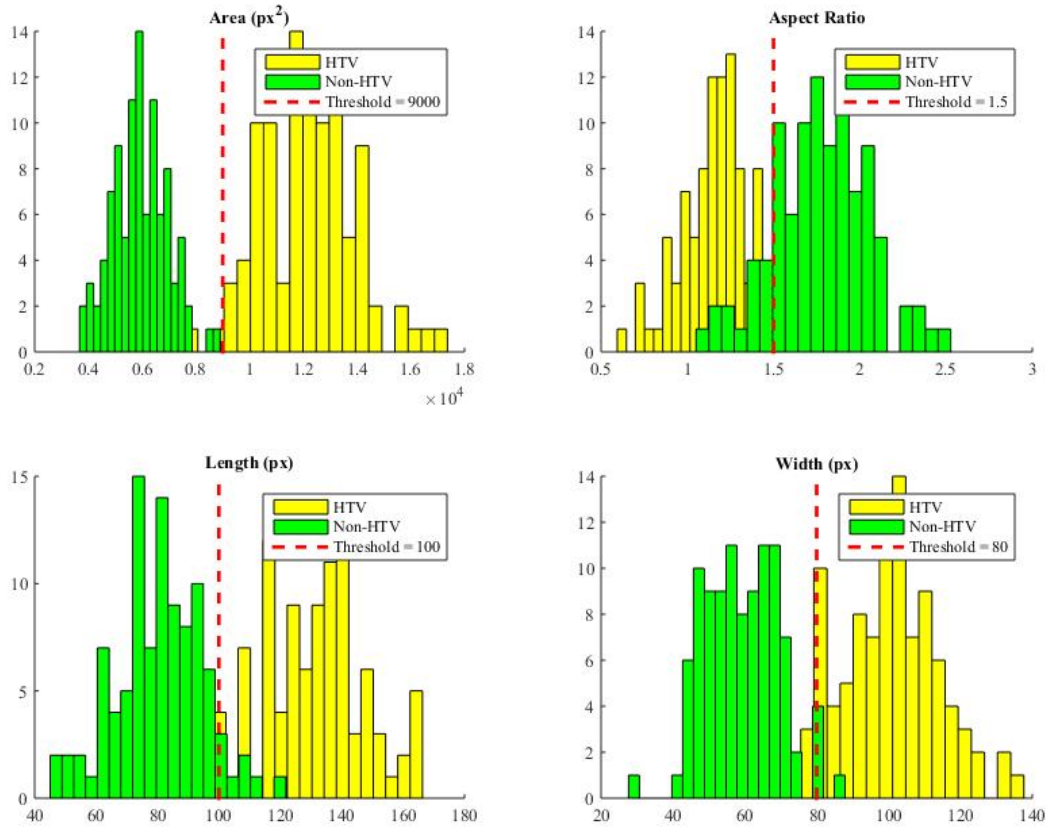 Area (px²)
14
12
10
8
6
4
2
0
0.2 0.4 0.6 0.8 1 1.2 1.4 1.6 1.8
×10⁴
HTV
Non-HTV
Threshold = 9000
Aspect Ratio
14
12
10
8
6
4
2
0
0.5 1 1.5 2 2.5 3
HTV
Non-HTV
Threshold = 1.5
Length (px)
15
10
5
0
40 60 80 100 120 140 160 180
HTV
Non-HTV
Threshold = 100
Width (px)
14
12
10
8
6
4
2
0
20 40 60 80 100 120 140
HTV
Non-HTV
Threshold = 80